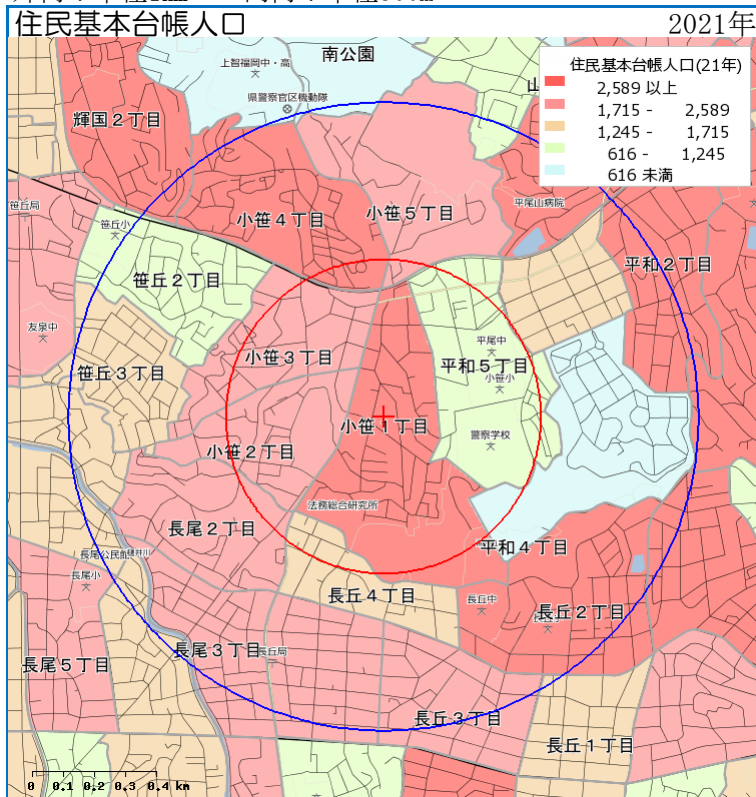 住民基本台帳人口
2021年
住民基本台帳人口(21年)
2,589 以上
1,715 - 2,589
1,245 - 1,715
616 - 1,245
616 未満
南公園
上智福岡中・高
県警察官区機動隊
輝国2丁目
笹丘局
笹丘小
小笹4丁目
小笹5丁目
平尾山病院
平和2丁目
笹丘2丁目
友泉中
笹丘3丁目
小笹3丁目
平尾中
平和5丁目
小笹小
小笹1丁目
警察学校
小笹2丁目
法務総合研究所
長尾2丁目
平和4丁目
長尾公民館
長尾小
長丘4丁目
長丘中
長丘2丁目
長尾3丁目
長丘局
長尾5丁目
長丘3丁目
長丘1丁目
0 0.1 0.2 0.3 0.4 km